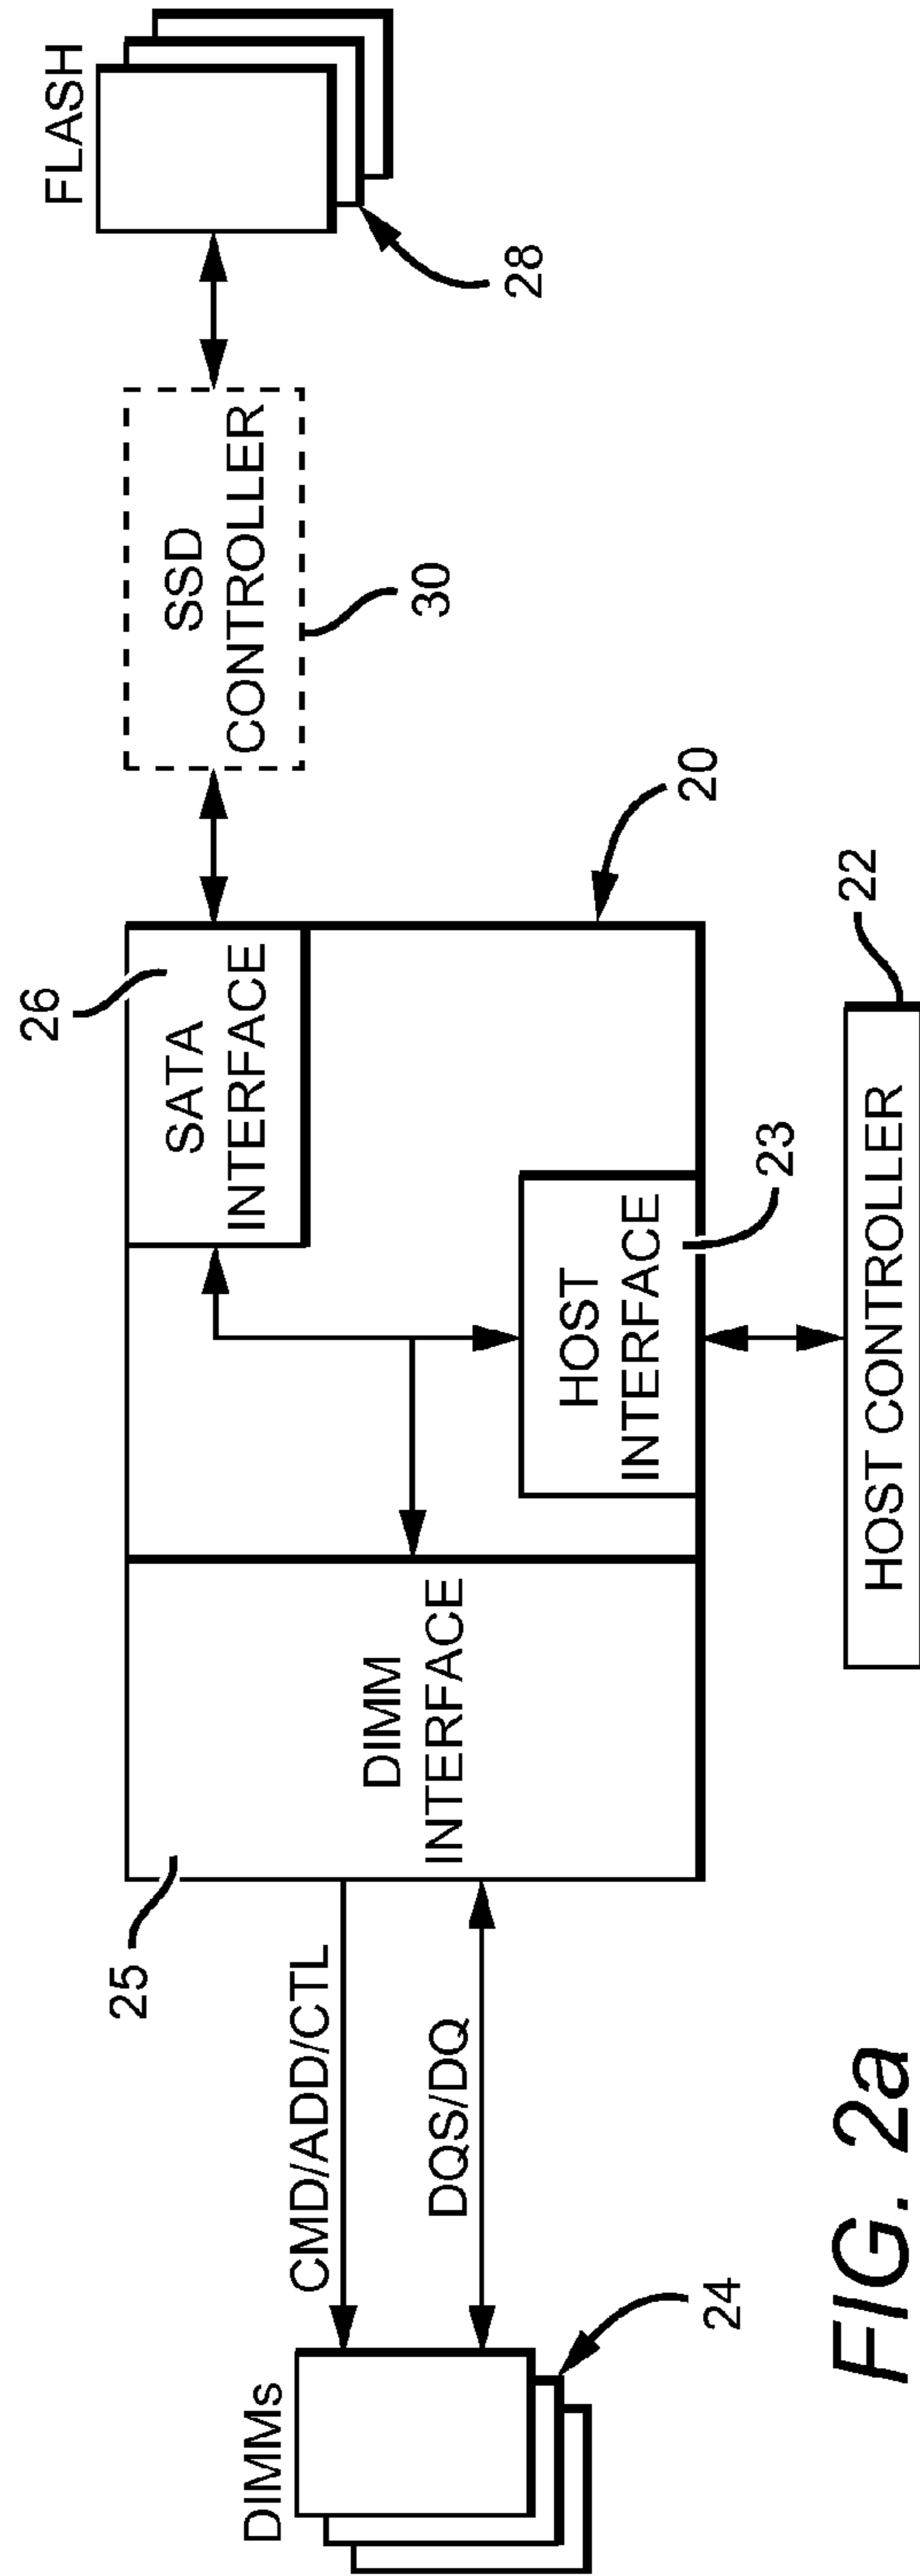 DIMMs
24
CMD/ADD/CTL
DQS/DQ
25
DIMM
INTERFACE
26
SATA
INTERFACE
HOST
INTERFACE
23
20
HOST CONTROLLER
22
SSD
CONTROLLER
30
FLASH
28
FIG. 2a